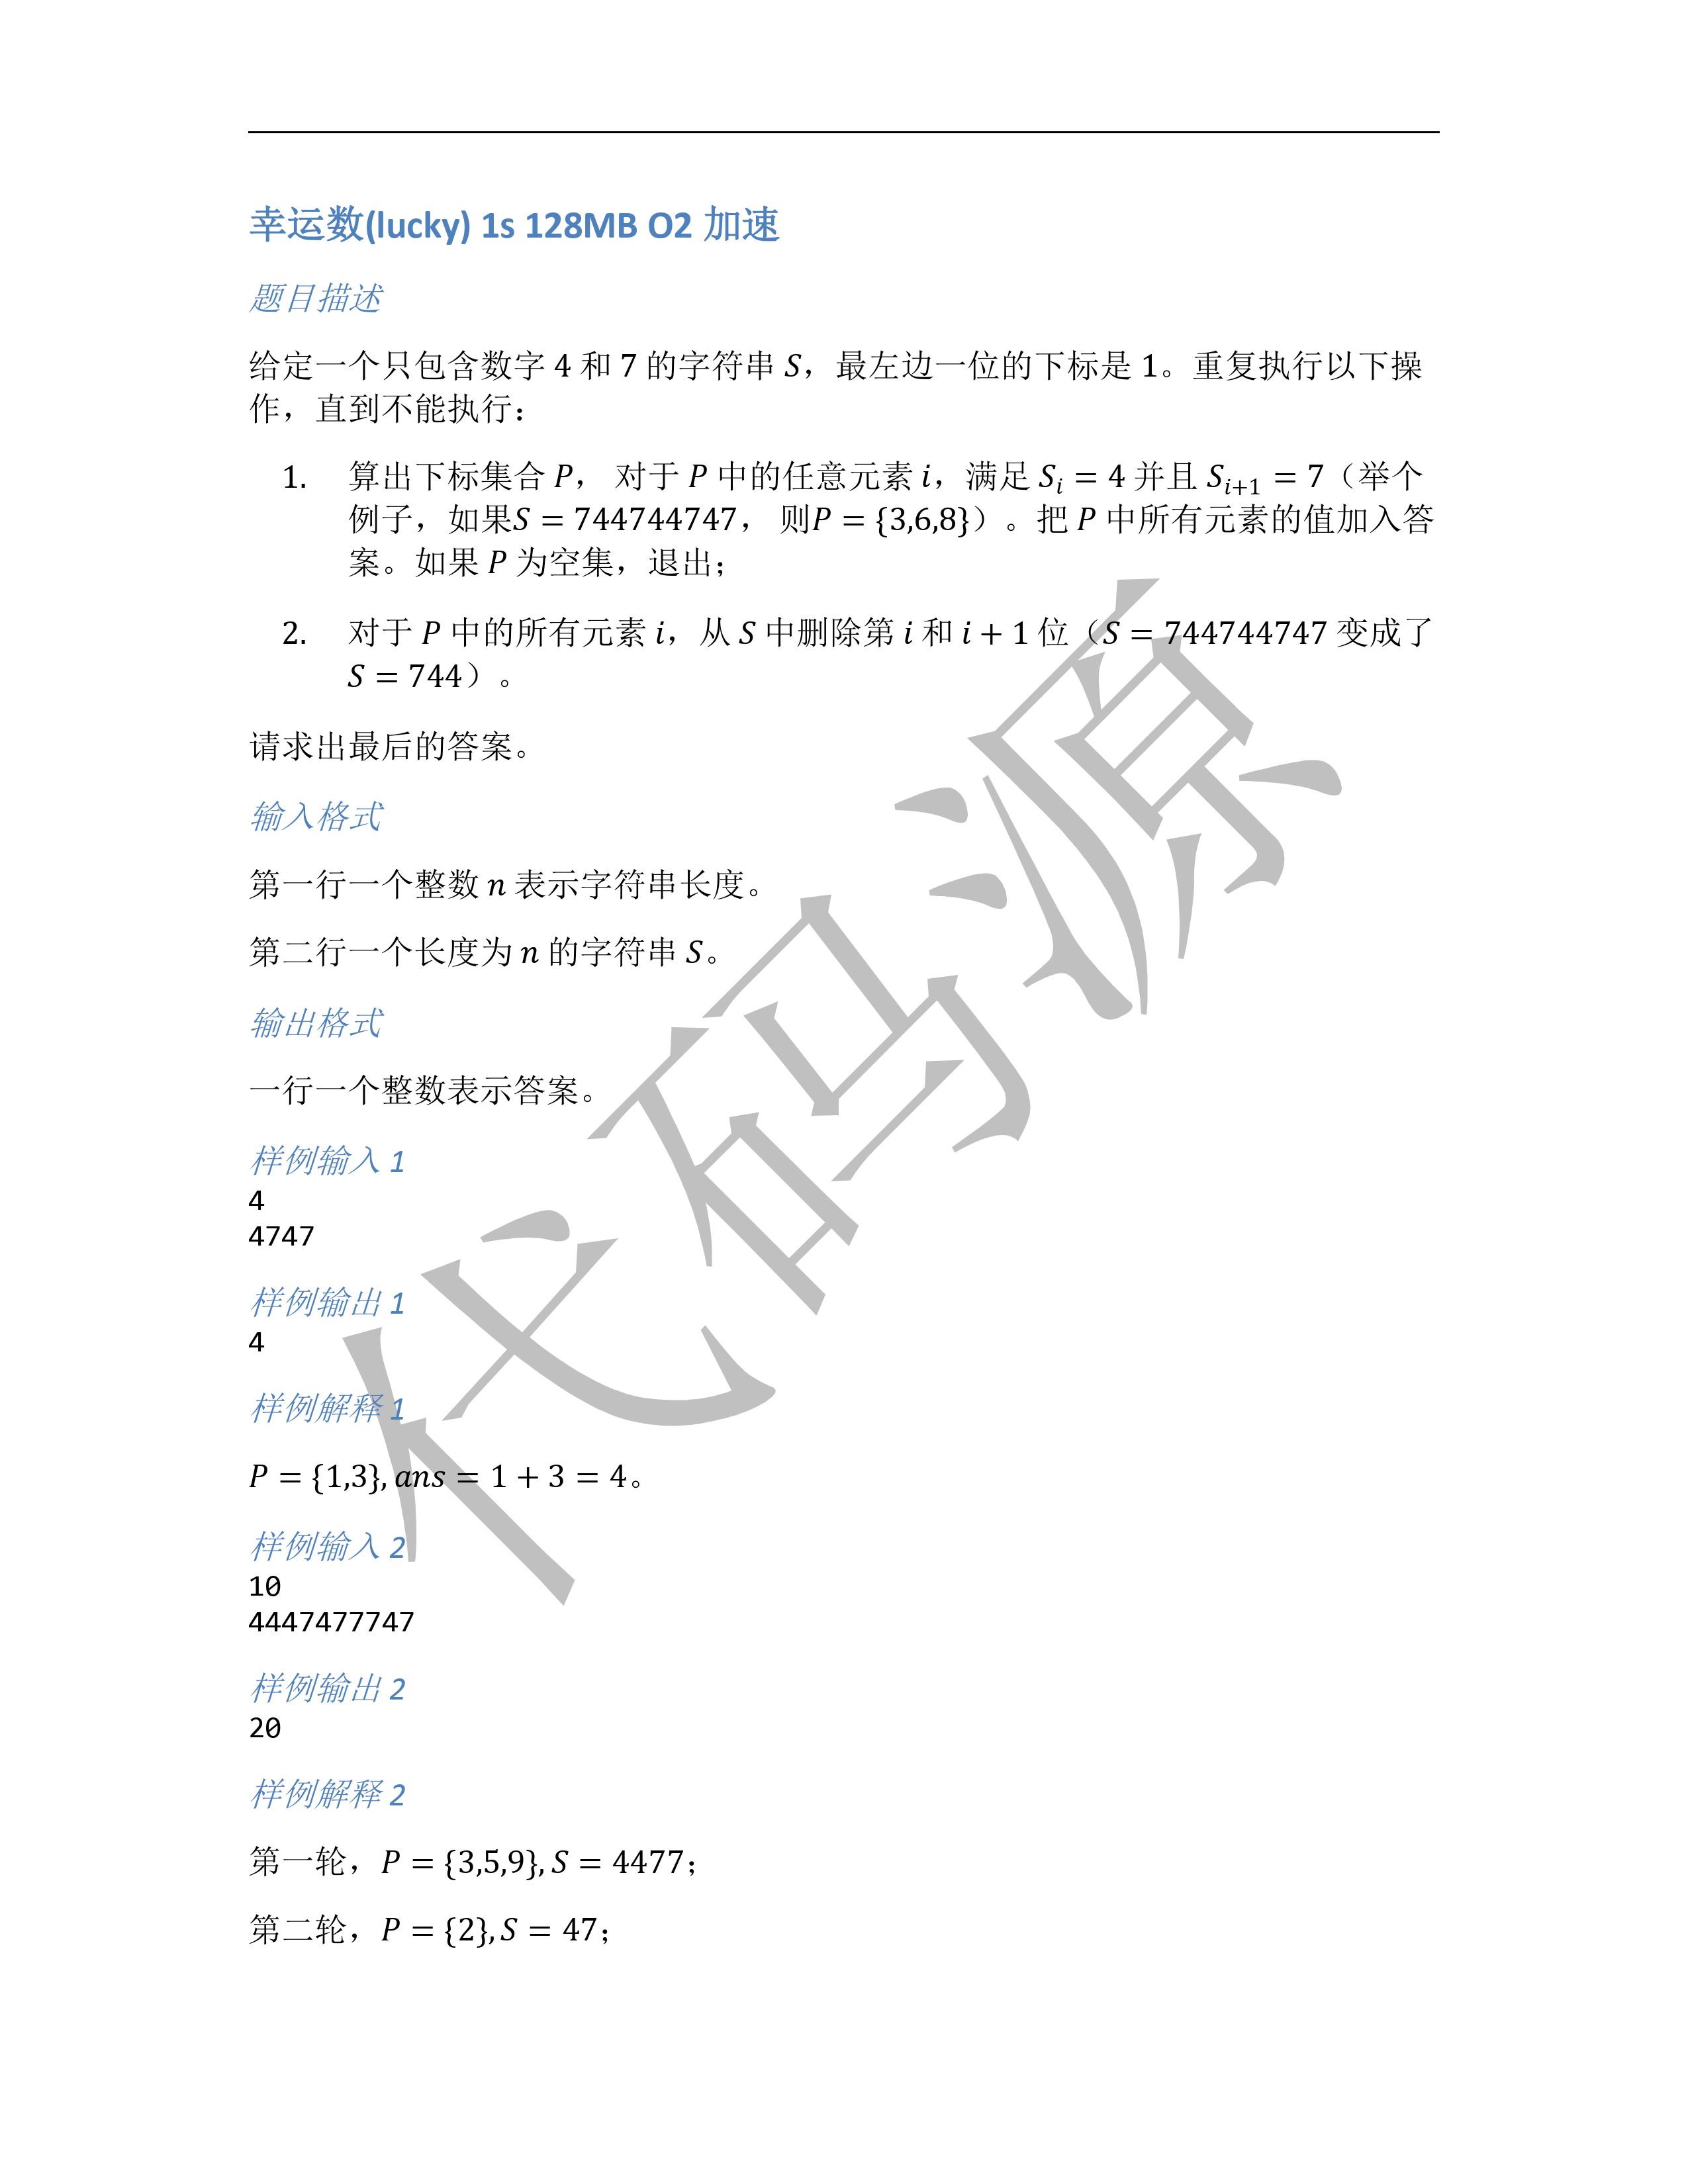 幸运数(lucky) 1s 128MB O2 加速
题目描述
给定一个只包含数字 4 和 7 的字符串 S，最左边一位的下标是 1。重复执行以下操
作，直到不能执行：
1. 算出下标集合 P， 对于 P 中的任意元素 i，满足 S_i = 4 并且 S_{i+1} = 7（举个
例子，如果S = 744744747， 则P = {3,6,8}）。把 P 中所有元素的值加入答
案。如果 P 为空集，退出；
2. 对于 P 中的所有元素 i，从 S 中删除第 i 和 i + 1 位（S = 744744747 变成了
S = 744）。
请求出最后的答案。
输入格式
第一行一个整数 n 表示字符串长度。
第二行一个长度为 n 的字符串 S。
输出格式
一行一个整数表示答案。
样例输入 1
4
4747
样例输出 1
4
样例解释 1
P = {1,3}, ans = 1 + 3 = 4。
样例输入 2
10
4447477747
样例输出 2
20
样例解释 2
第一轮，P = {3,5,9}, S = 4477；
第二轮，P = {2}, S = 47；
代码源